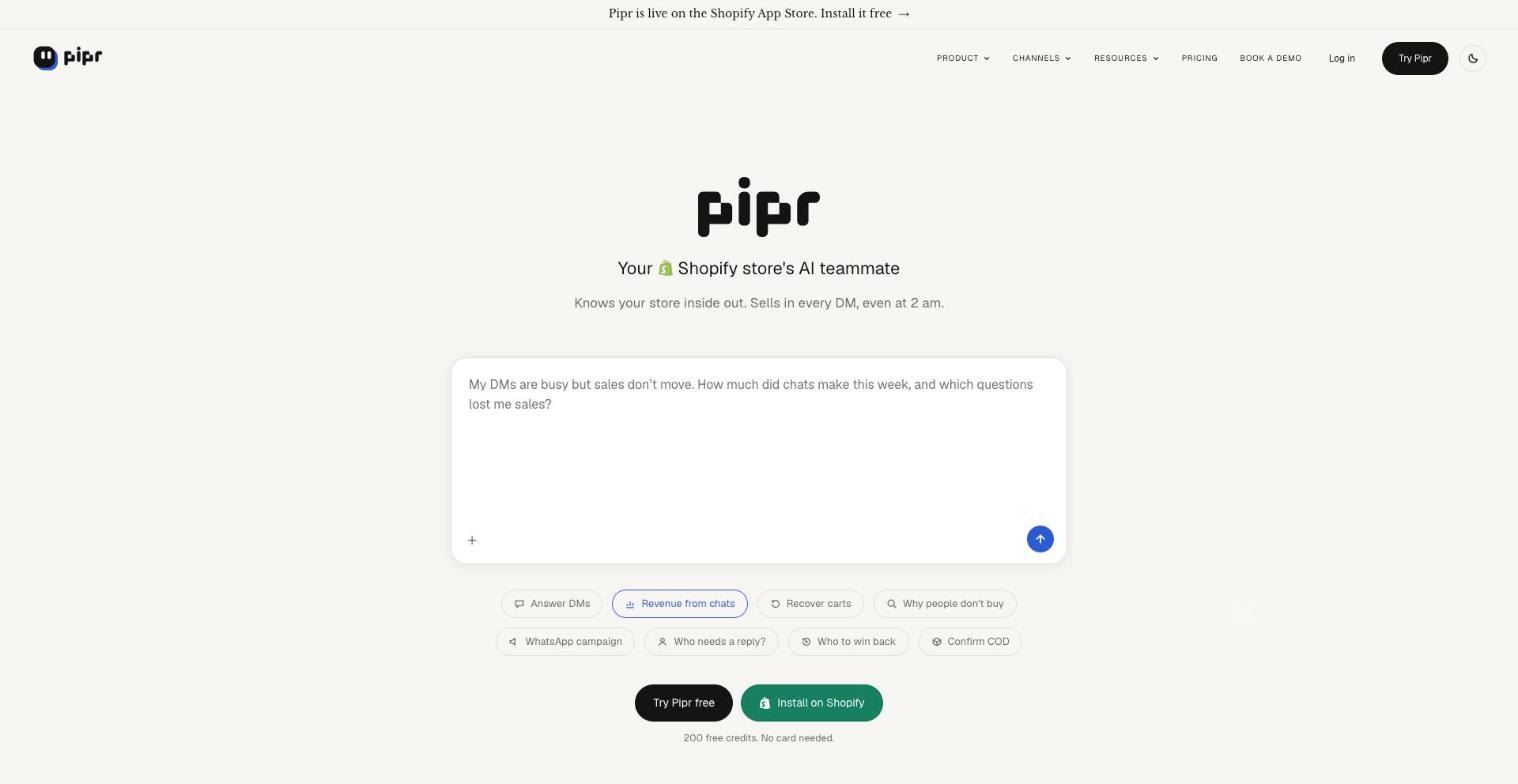 Pipr is live on the Shopify App Store. Install it free →
pipr
PRODUCT
CHANNELS
RESOURCES
PRICING
BOOK A DEMO
Log in
Try Pipr
pipr
Your Shopify store's AI teammate
Knows your store inside out. Sells in every DM, even at 2 am.
My DMs are busy but sales don’t move. How much did chats make this week, and which questions
lost me sales?
Answer DMs
Revenue from chats
Recover carts
Why people don't buy
WhatsApp campaign
Who needs a reply?
Who to win back
Confirm COD
Try Pipr free
Install on Shopify
200 free credits. No card needed.